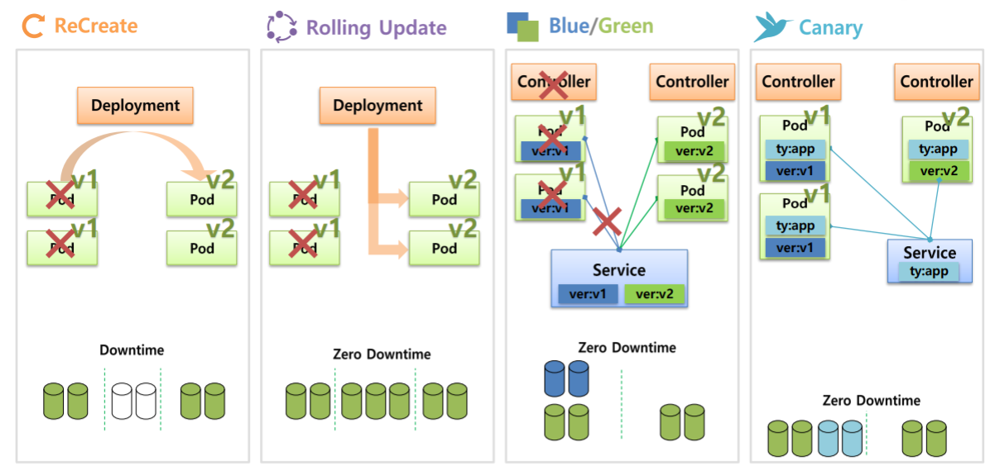 ReCreate
Deployment
v1
Pod
v2
Pod
v1
Pod
v2
Pod
Downtime
Rolling Update
Deployment
v1
Pod
v2
Pod
v1
Pod
v2
Pod
Zero Downtime
Blue/Green
Controller
Controller
v1
Pod
ver:v1
v2
Pod
ver:v2
v1
Pod
ver:v1
v2
Pod
ver:v2
Service
ver:v1
ver:v2
Zero Downtime
Canary
Controller
Controller
v1
Pod
ty:app
ver:v1
v2
Pod
ty:app
ver:v2
v1
Pod
ty:app
ver:v1
Service
ty:app
Zero Downtime